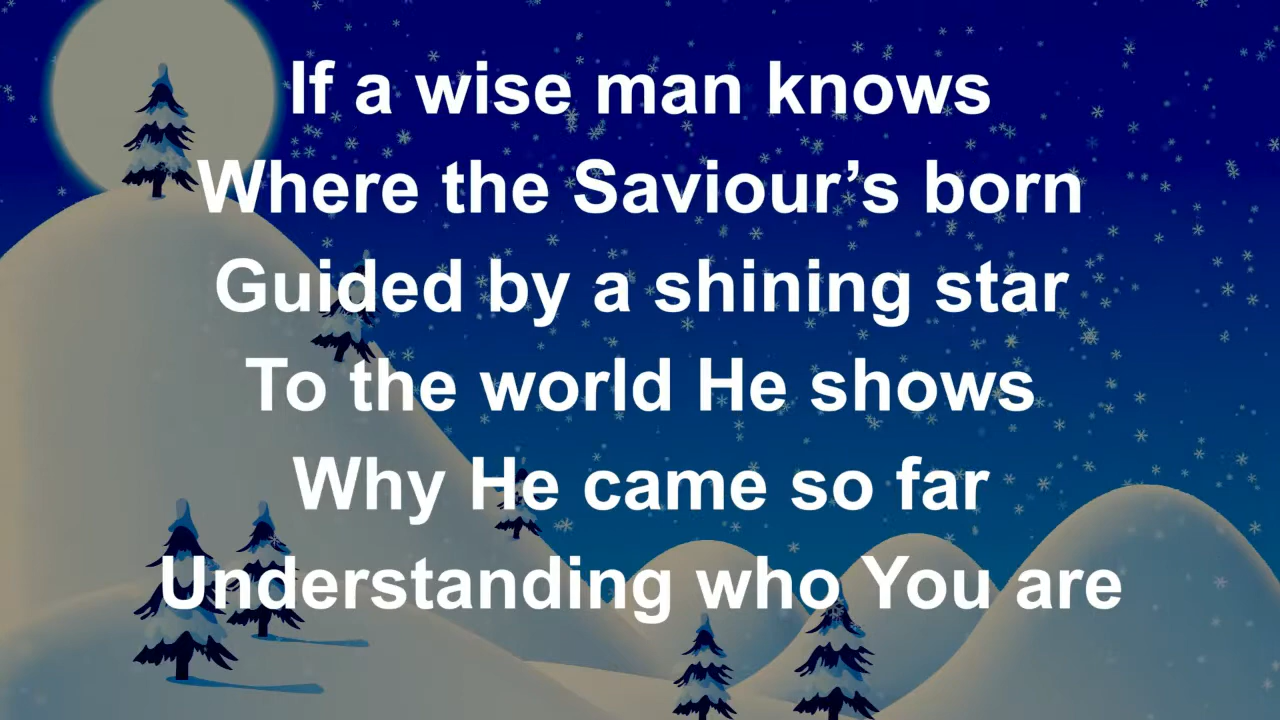 If a wise man knows
Where the Saviour’s born
Guided by a shining star
To the world He shows
Why He came so far
Understanding who You are